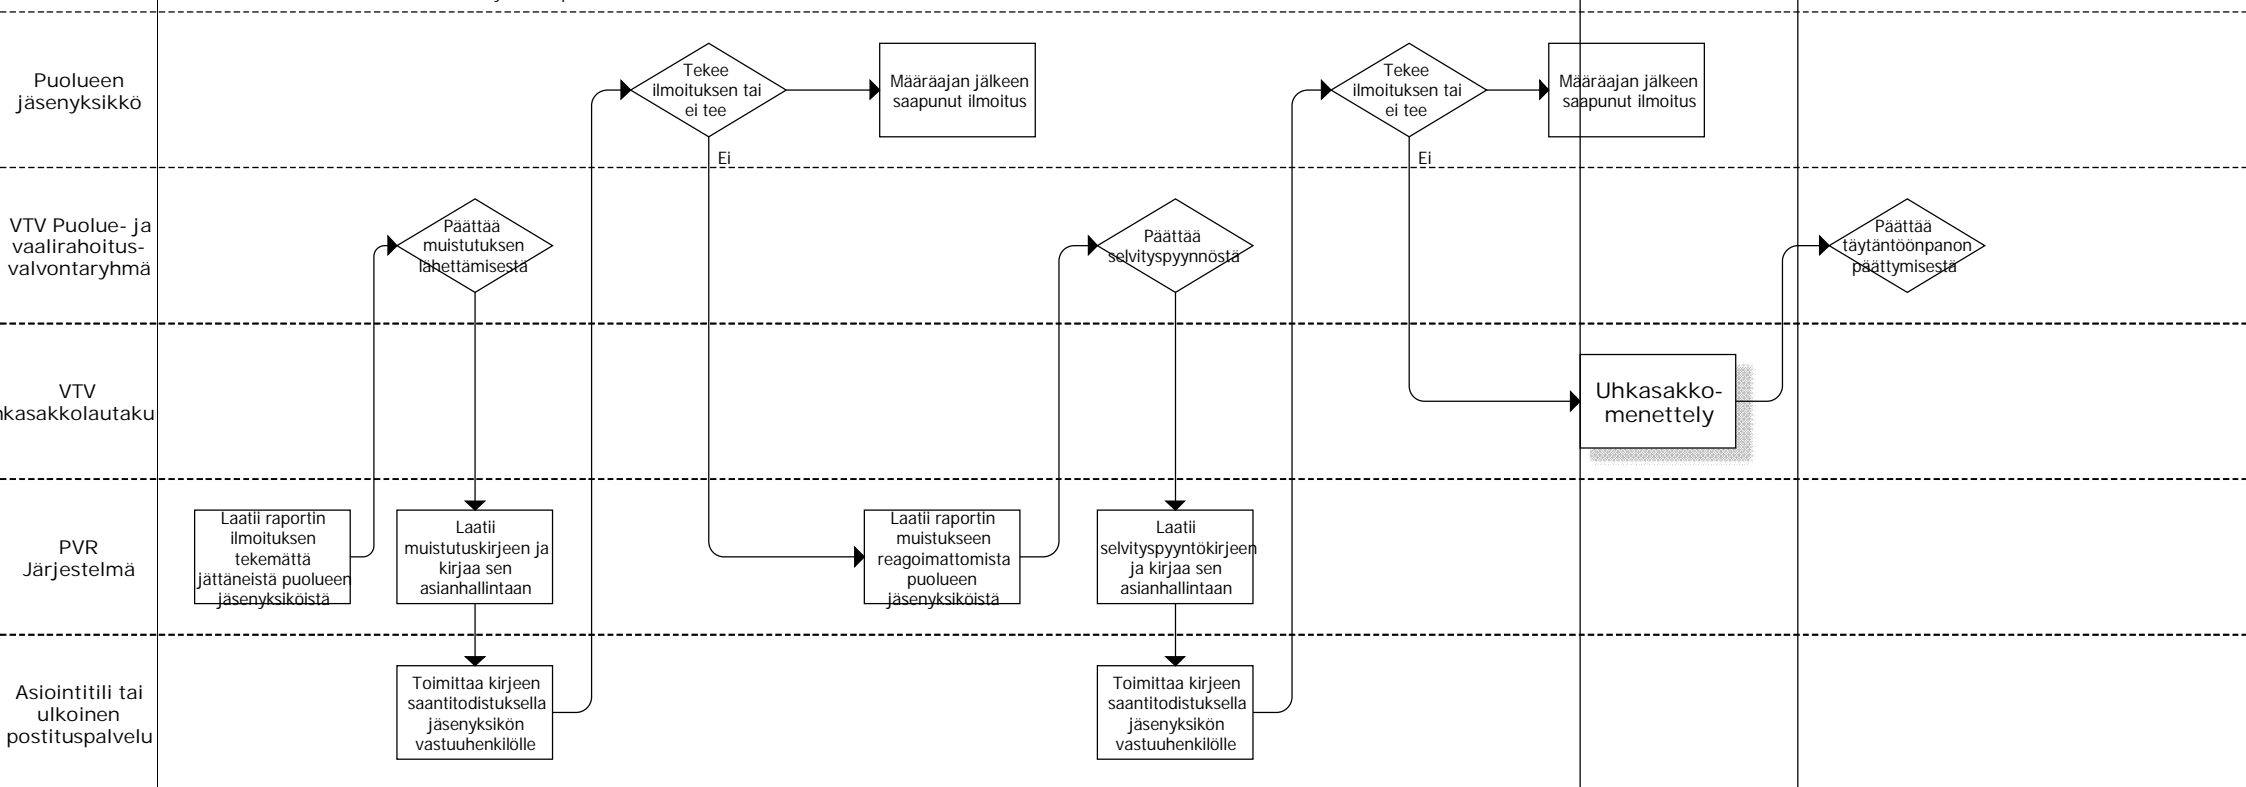 Puolueen
jäsenyksikkö
Tekee
ilmoituksen tai
ei tee
Ei
Määräajan jälkeen
saapunut ilmoitus
Tekee
ilmoituksen tai
ei tee
Ei
Määräajan jälkeen
saapunut ilmoitus
VTV Puolue- ja
vaalirahoitus-
valvontaryhmä
Päättää
muistutuksen
lähettämisestä
Päättää
selvityspyynnöstä
Päättää
täytäntöönpanon
päättymisestä
VTV
hkasakkolautaku
Uhkasakko-
menettely
PVR
Järjestelmä
Laatii raportin
ilmoituksen
tekemättä
jättäneistä puolueen
jäsenyksiköistä
Laatii
muistutuskirjeen ja
kirjaa sen
asianhallintaan
Laatii raportin
muistukseen
reagoimattomista
puolueen
jäsenyksiköistä
Laatii
selvityspyyntökirjeen
ja kirjaa sen
asianhallintaan
Asiointitili tai
ulkoinen
postituspalvelu
Toimittaa kirjeen
saantitodistuksella
jäsenyksikön
vastuuhenkilölle
Toimittaa kirjeen
saantitodistuksella
jäsenyksikön
vastuuhenkilölle